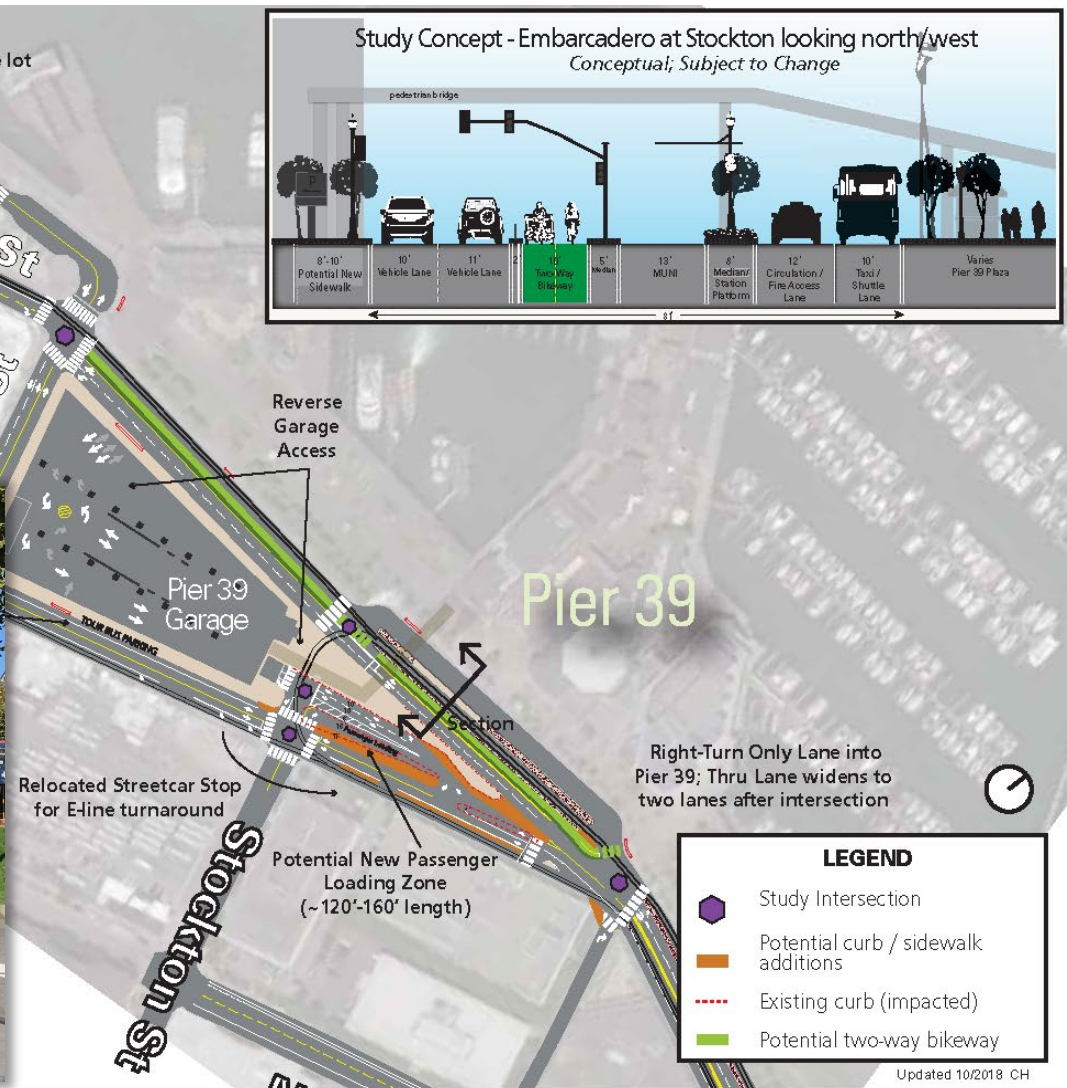 e lot
Study Concept - Embarcadero at Stockton looking north/west
Conceptual; Subject to Change
pedestrian bridge
P
8'-10'
Potential New
Sidewalk
10'
Vehicle Lane
11'
Vehicle Lane
2'
Two-Way
Bikeway
5'
Median
13'
MUNI
8'
Median/
Station
Platform
12'
Circulation /
Fire Access
Lane
10'
Taxi /
Shuttle
Lane
Varies
Pier 39 Plaza
81'
St
St
Reverse
Garage
Access
Pier 39
Garage
TOUR BUS PARKING
Pier 39
Section
Passenger Loading
Relocated Streetcar Stop
for E-line turnaround
Potential New Passenger
Loading Zone
(~120'-160' length)
Stockton St
Right-Turn Only Lane into
Pier 39; Thru Lane widens to
two lanes after intersection
LEGEND
Study Intersection
Potential curb / sidewalk
additions
Existing curb (impacted)
Potential two-way bikeway
Updated 10/2018 CH